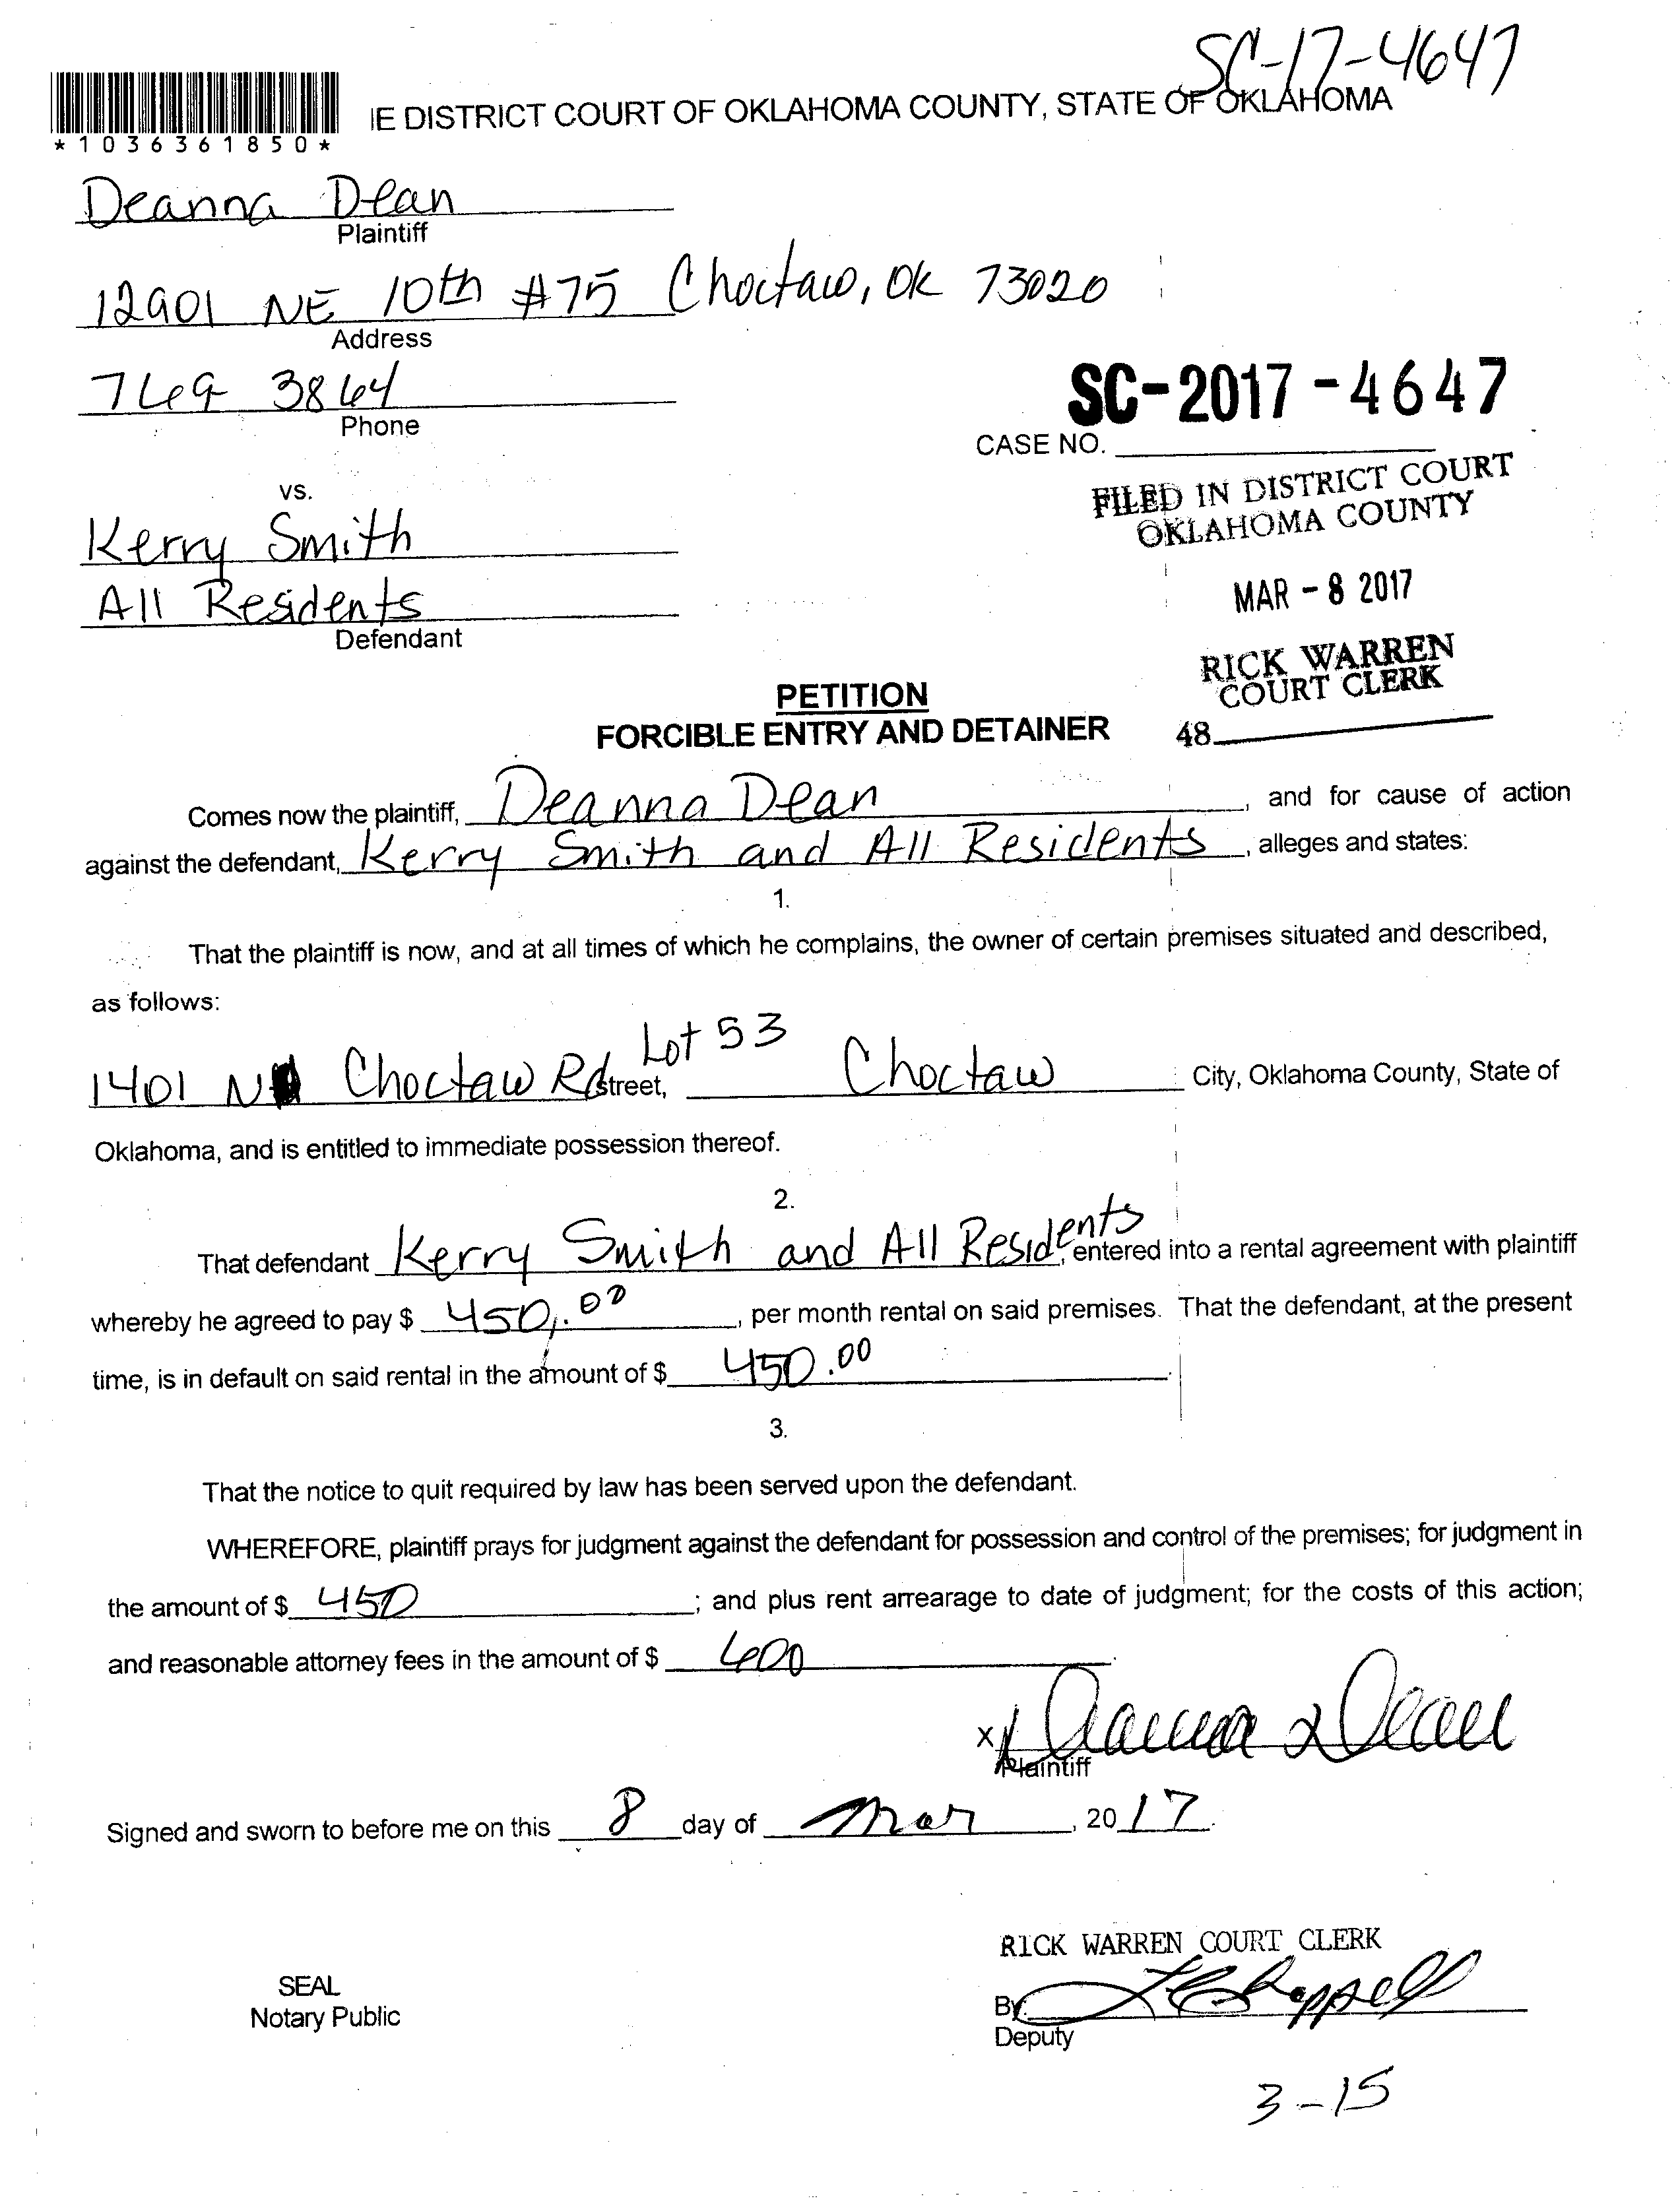 SC-17-4647
IE DISTRICT COURT OF OKLAHOMA COUNTY, STATE OF OKLAHOMA
*1036361850*
Deanna Dean
Plaintiff
12901 NE 10th #75 Choctaw, OK 73020
Address
769 3864
Phone
SC-2017-4647
CASE NO.
vs.
FILED IN DISTRICT COURT
OKLAHOMA COUNTY
Kerry Smith
All Residents
Defendant
MAR - 8 2017
RICK WARREN
COURT CLERK
48
PETITION
FORCIBLE ENTRY AND DETAINER
Comes now the plaintiff, Deanna Dean, and for cause of action
against the defendant, Kerry Smith and All Residents, alleges and states:
1.
That the plaintiff is now, and at all times of which he complains, the owner of certain premises situated and described,
as follows:
1401 N Choctaw Rd Lot 53 Street, Choctaw City, Oklahoma County, State of
Oklahoma, and is entitled to immediate possession thereof.
2.
That defendant Kerry Smith and All Residents, entered into a rental agreement with plaintiff
whereby he agreed to pay $ 450.00, per month rental on said premises. That the defendant, at the present
time, is in default on said rental in the amount of $ 450.00.
3.
That the notice to quit required by law has been served upon the defendant.
WHEREFORE, plaintiff prays for judgment against the defendant for possession and control of the premises; for judgment in
the amount of $ 450; and plus rent arrearage to date of judgment; for the costs of this action;
and reasonable attorney fees in the amount of $ 600.
x Deanna Dean
Plaintiff
Signed and sworn to before me on this 8 day of Mar, 2017.
RICK WARREN COURT CLERK
SEAL
Notary Public
By
Deputy
3-15